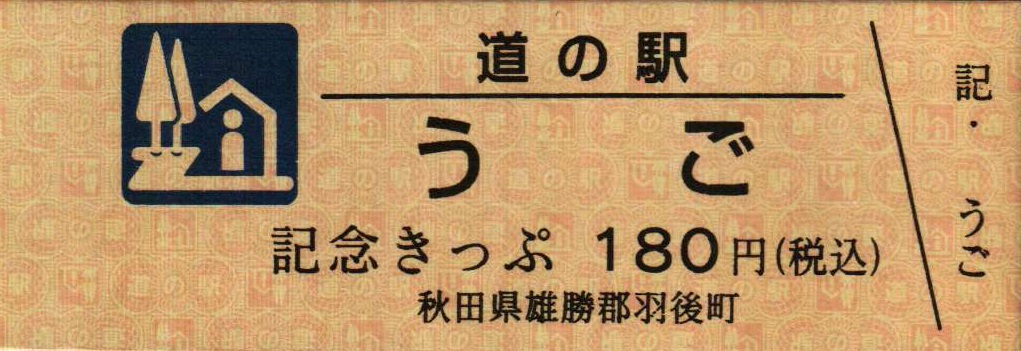 道の駅
うご
記念きっぷ 180円(税込)
秋田県雄勝郡羽後町
記・うご